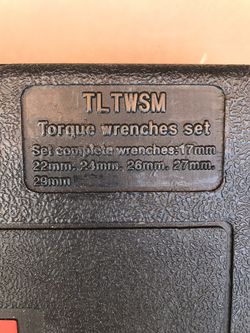 TLTWSM
Torque wrenches set
Set complete wrenches:17mm
22mm. 24mm. 26mm. 27mm.
29mm